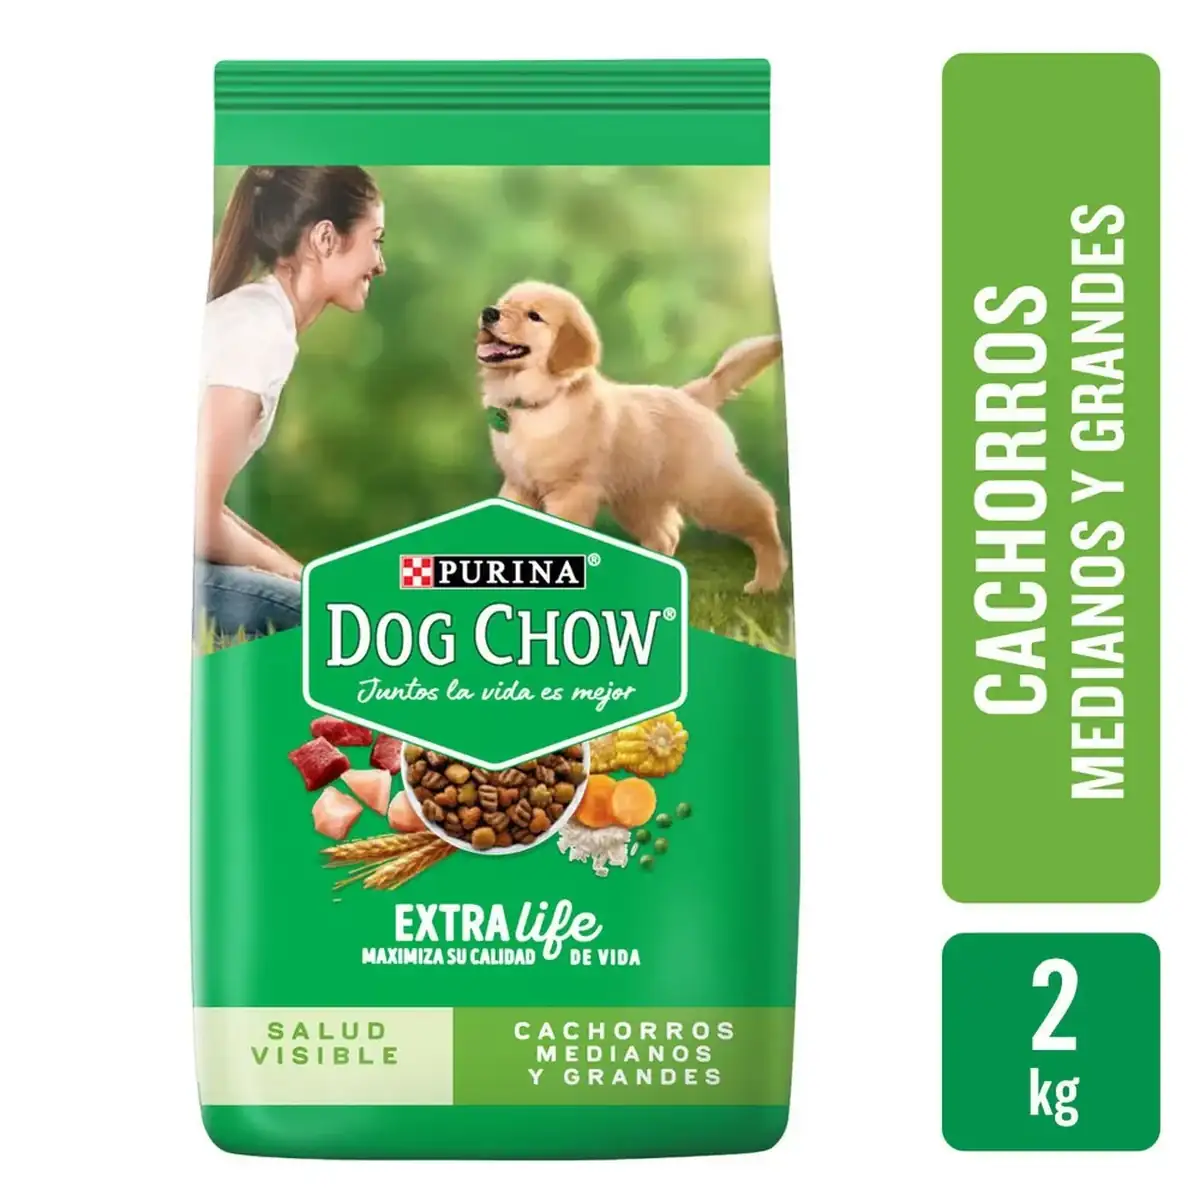 PURINA®
DOG CHOW®
Juntos la vida es mejor
EXTRA life
MAXIMIZA SU CALIDAD DE VIDA
SALUD
VISIBLE
CACHORROS
MEDIANOS
Y GRANDES
CACHORROS
MEDIANOS Y GRANDES
2
kg